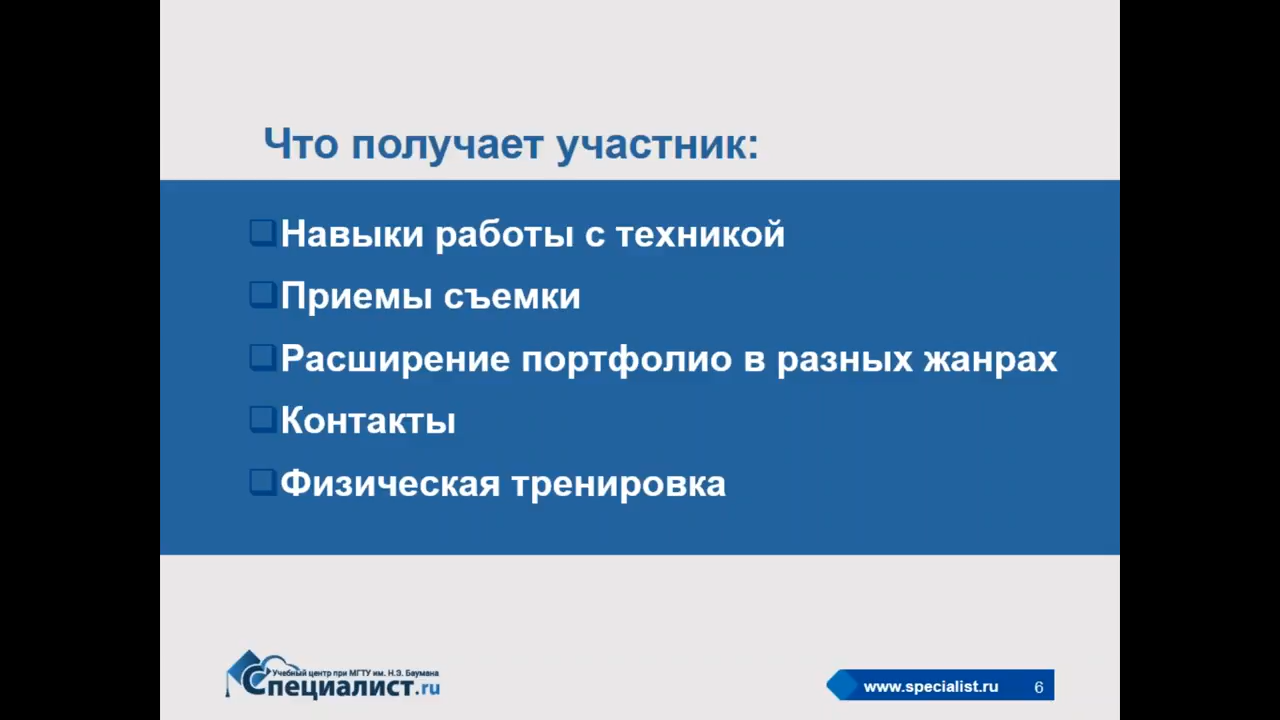 Что получает участник:
Навыки работы с техникой
Приемы съемки
Расширение портфолио в разных жанрах
Контакты
Физическая тренировка
Учебный центр при МГТУ им. Н.Э. Баумана
Специалист.ru
www.specialist.ru 6